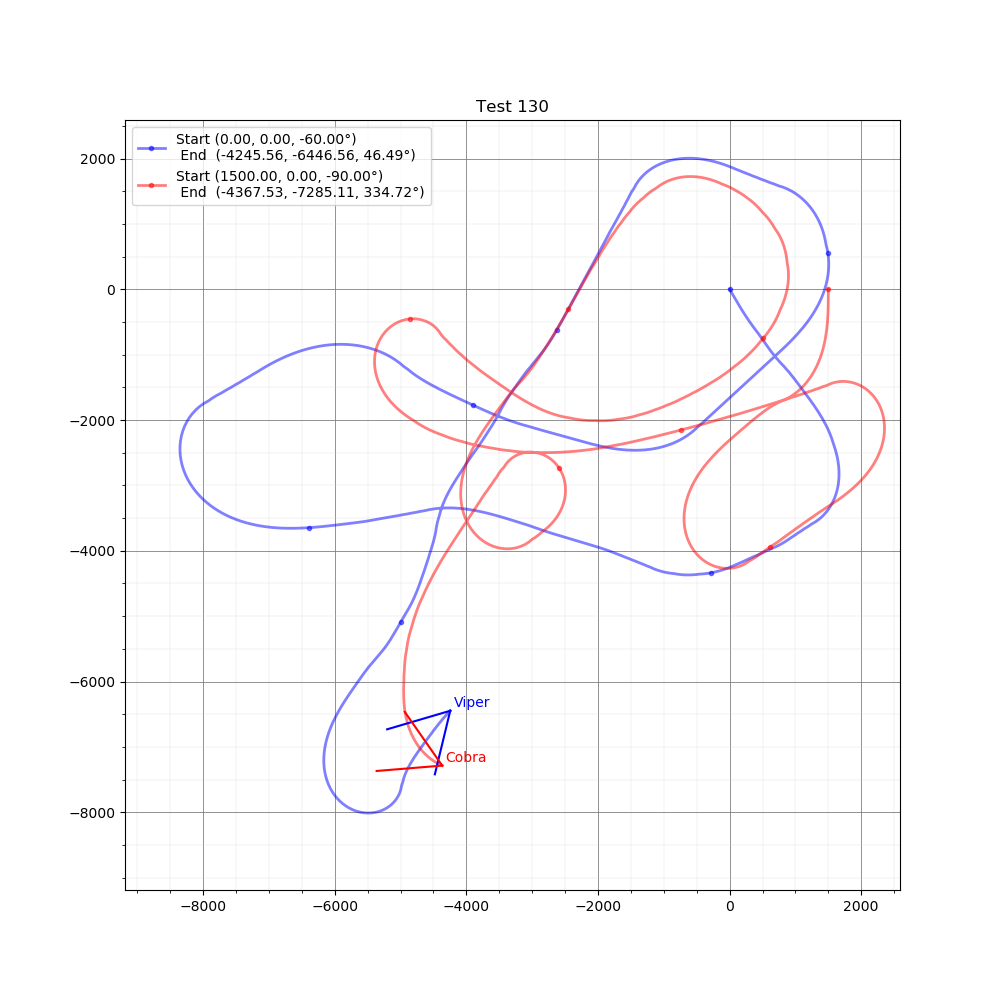 Test 130
Start (0.00, 0.00, -60.00°)
End  (-4245.56, -6446.56, 46.49°)
Start (1500.00, 0.00, -90.00°)
End  (-4367.53, -7285.11, 334.72°)
2000
0
−2000
−4000
−6000
−8000
Viper
Cobra
−8000 −6000 −4000 −2000 0 2000